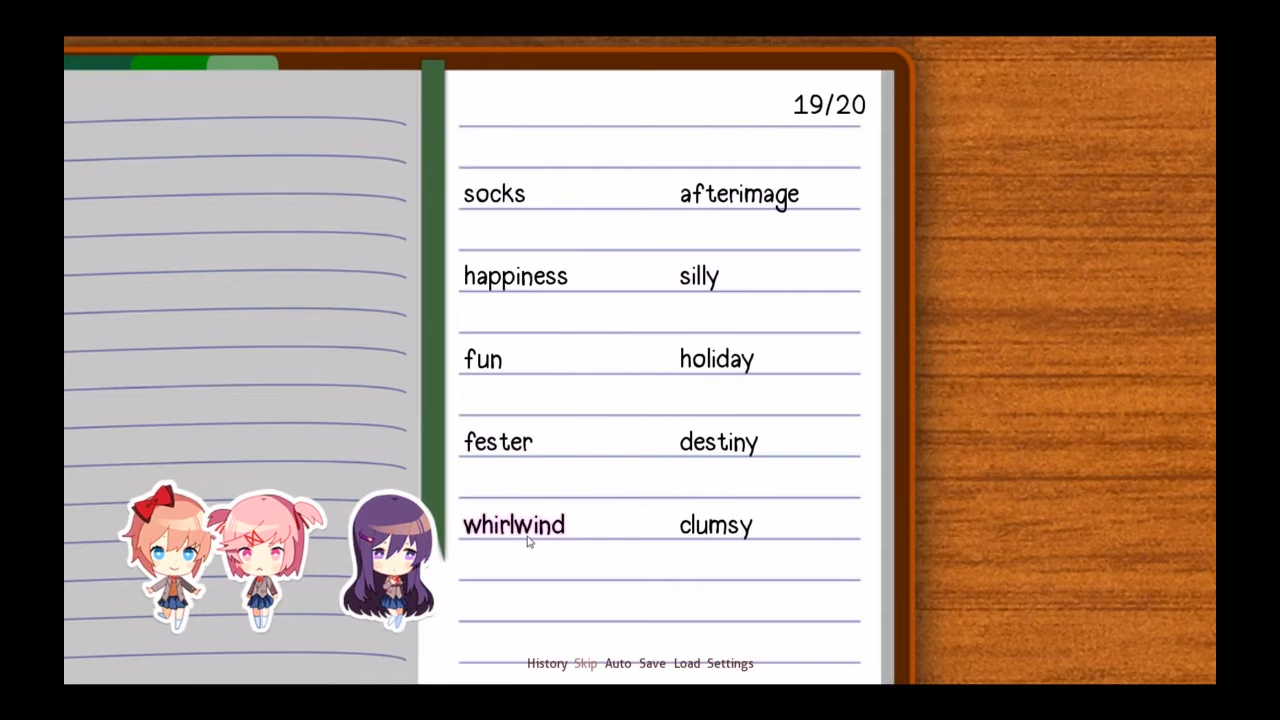 19/20
socks afterimage
happiness silly
fun holiday
fester destiny
whirlwind clumsy
History Skip Auto Save Load Settings